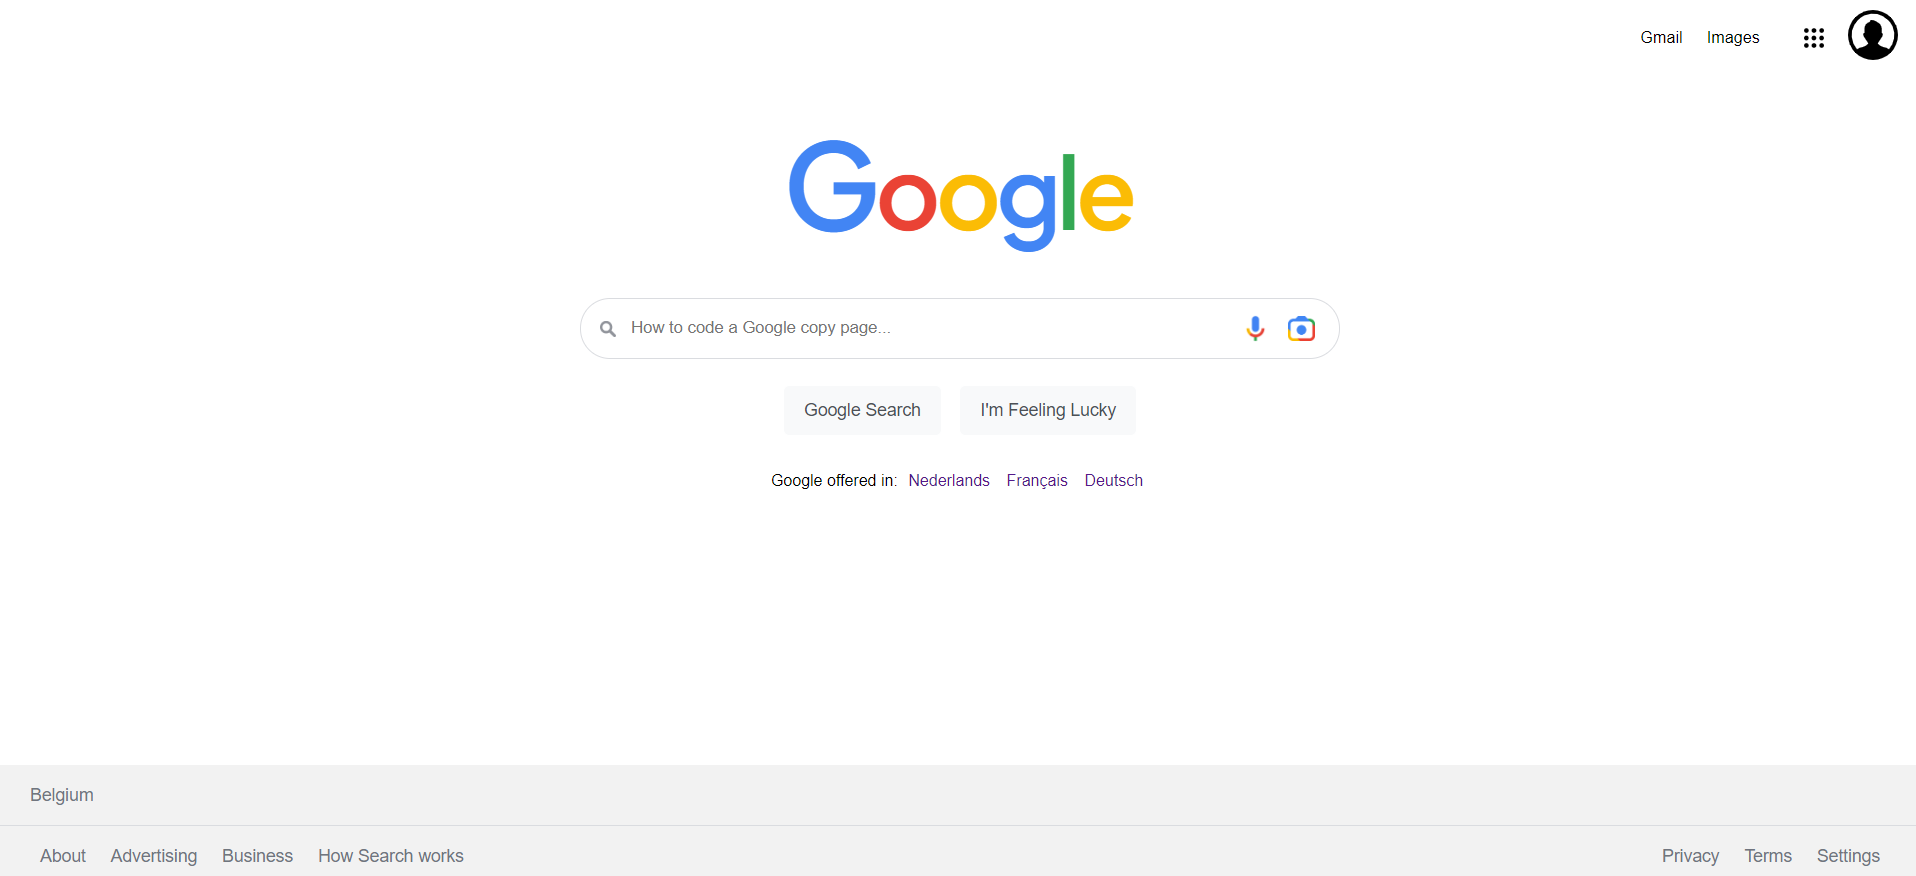 Gmail Images
Google
How to code a Google copy page...
Google Search I'm Feeling Lucky
Google offered in: Nederlands Français Deutsch
Belgium
About Advertising Business How Search works Privacy Terms Settings